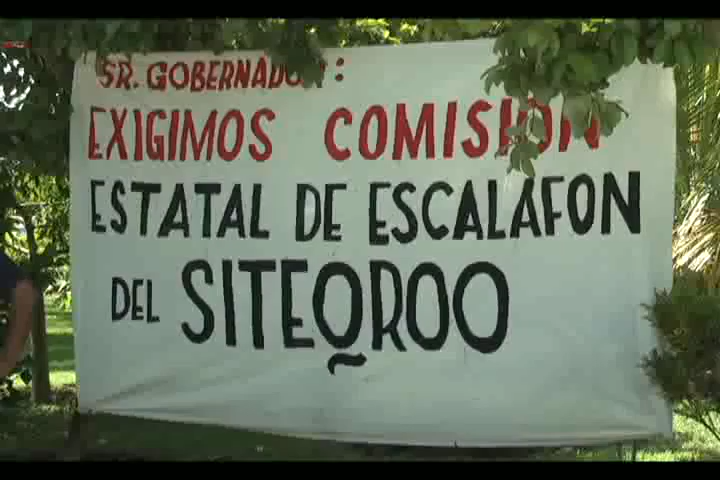 SR. GOBERNADOR:
EXIGIMOS COMISION
ESTATAL DE ESCALAFON
DEL SITEQROO